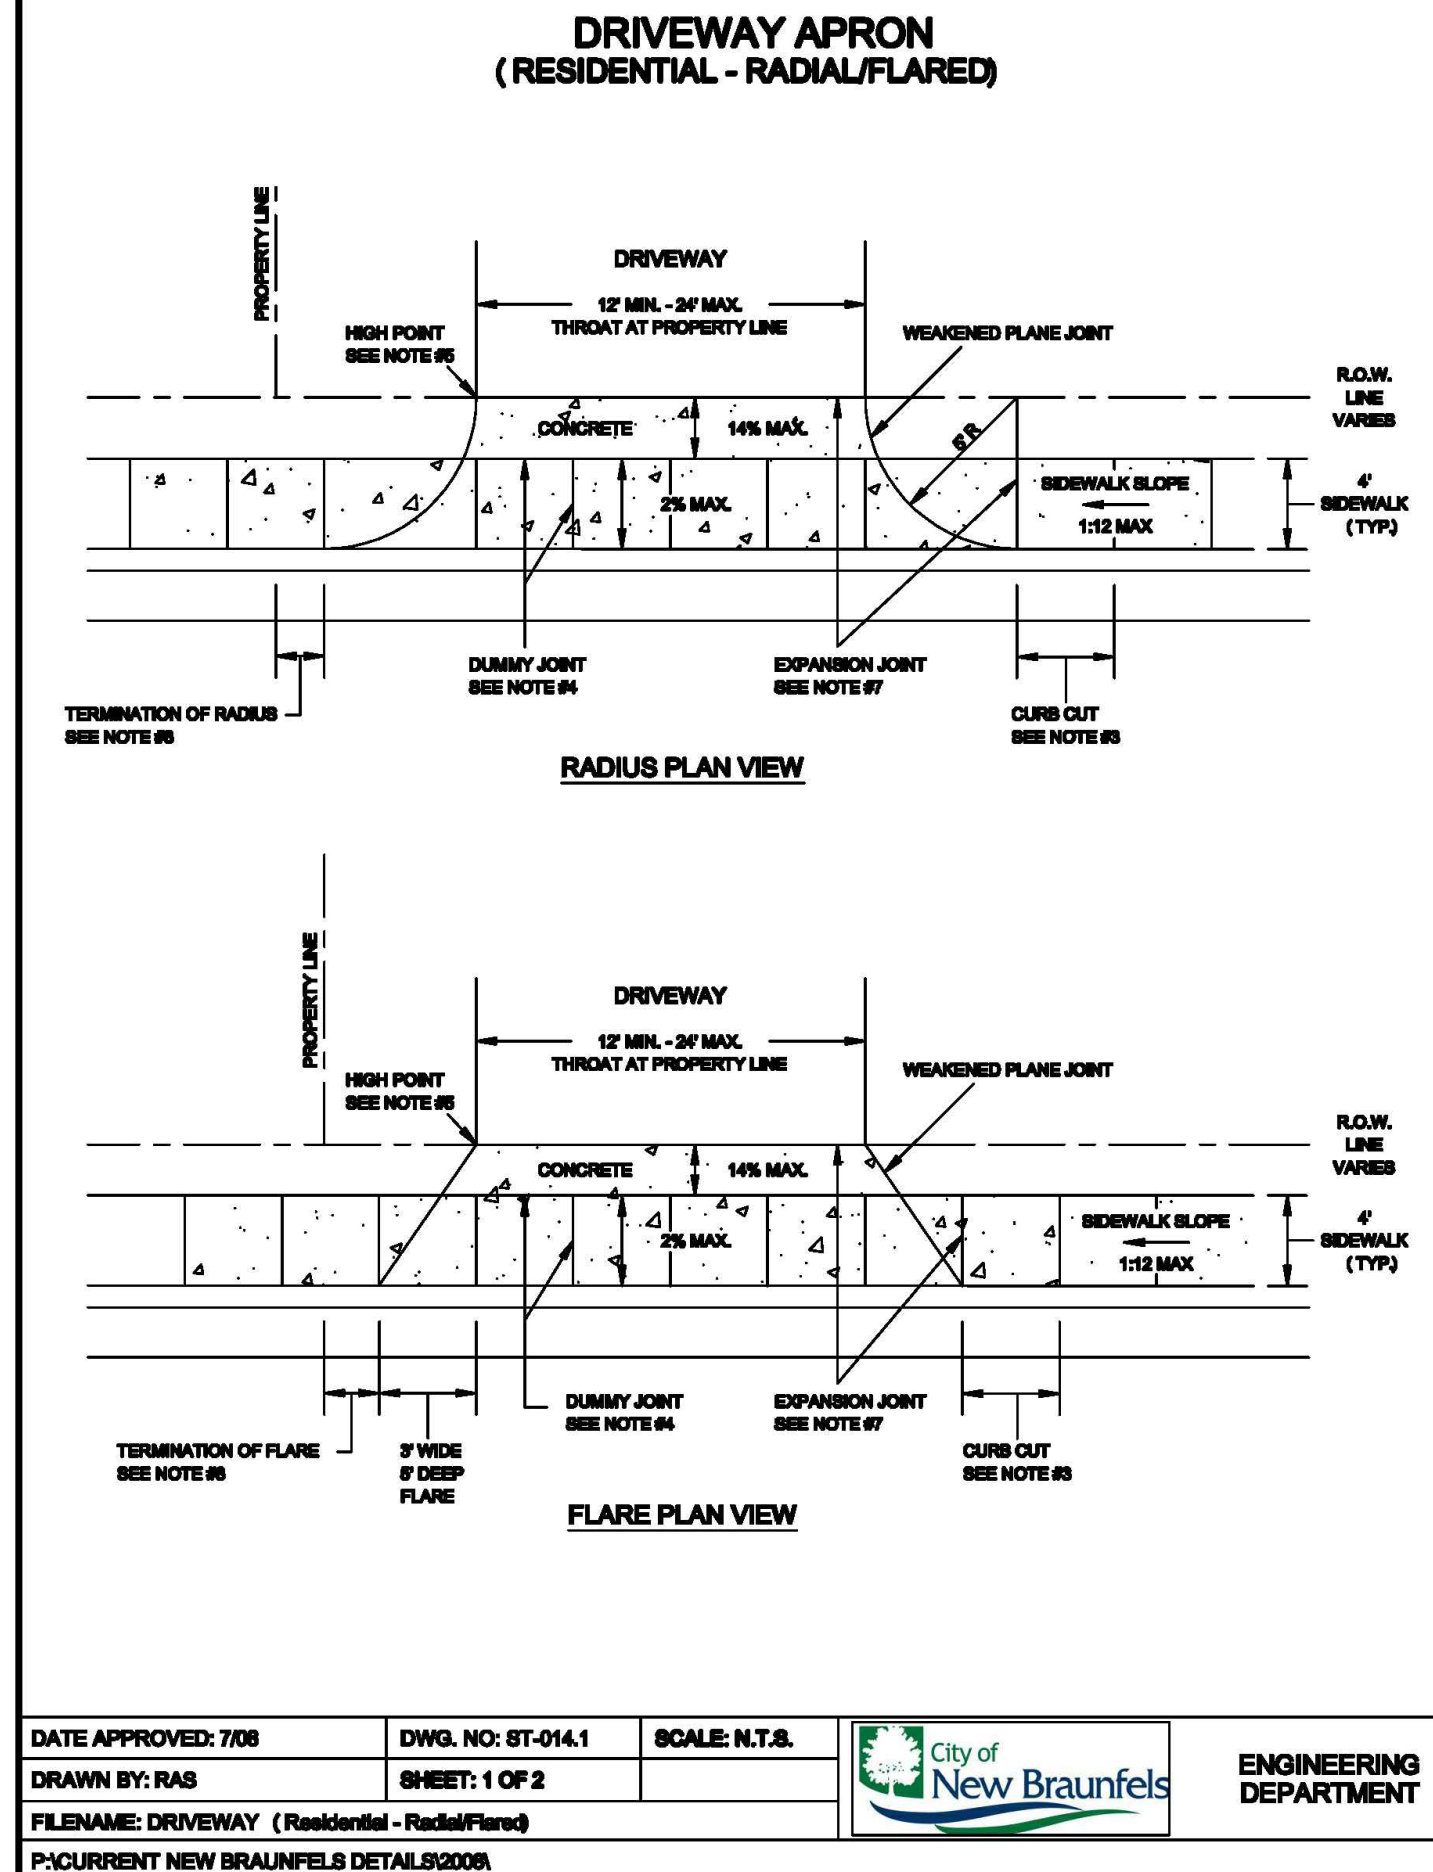 DRIVEWAY APRON
( RESIDENTIAL - RADIAL/FLARED)
PROPERTY LINE
DRIVEWAY
12' MIN. - 24' MAX.
THROAT AT PROPERTY LINE
HIGH POINT
SEE NOTE #5
WEAKENED PLANE JOINT
R.O.W.
LINE
VARIES
CONCRETE
14% MAX.
6' R
2% MAX.
SIDEWALK SLOPE
1:12 MAX
4'
SIDEWALK
( TYP.)
DUMMY JOINT
SEE NOTE #4
EXPANSION JOINT
SEE NOTE #7
TERMINATION OF RADIUS
SEE NOTE #6
CURB CUT
SEE NOTE #3
RADIUS PLAN VIEW
PROPERTY LINE
DRIVEWAY
12' MIN. - 24' MAX.
THROAT AT PROPERTY LINE
HIGH POINT
SEE NOTE #5
WEAKENED PLANE JOINT
R.O.W.
LINE
VARIES
CONCRETE
14% MAX.
2% MAX.
SIDEWALK SLOPE
1:12 MAX
4'
SIDEWALK
( TYP.)
DUMMY JOINT
SEE NOTE #4
EXPANSION JOINT
SEE NOTE #7
TERMINATION OF FLARE
SEE NOTE #6
3' WIDE
DEEP
FLARE
CURB CUT
SEE NOTE #3
FLARE PLAN VIEW
DATE APPROVED:
DWG. NO: ST-014.1
SCALE: N.T.S.
DRAWN BY: RAS
SHEET: 1 OF 2
City of
New Braunfels
ENGINEERING
DEPARTMENT
FILENAME: DRIVEWAY ( Residential - Radial/Flared)
P:\CURRENT NEW BRAUNFELS DETAILS\